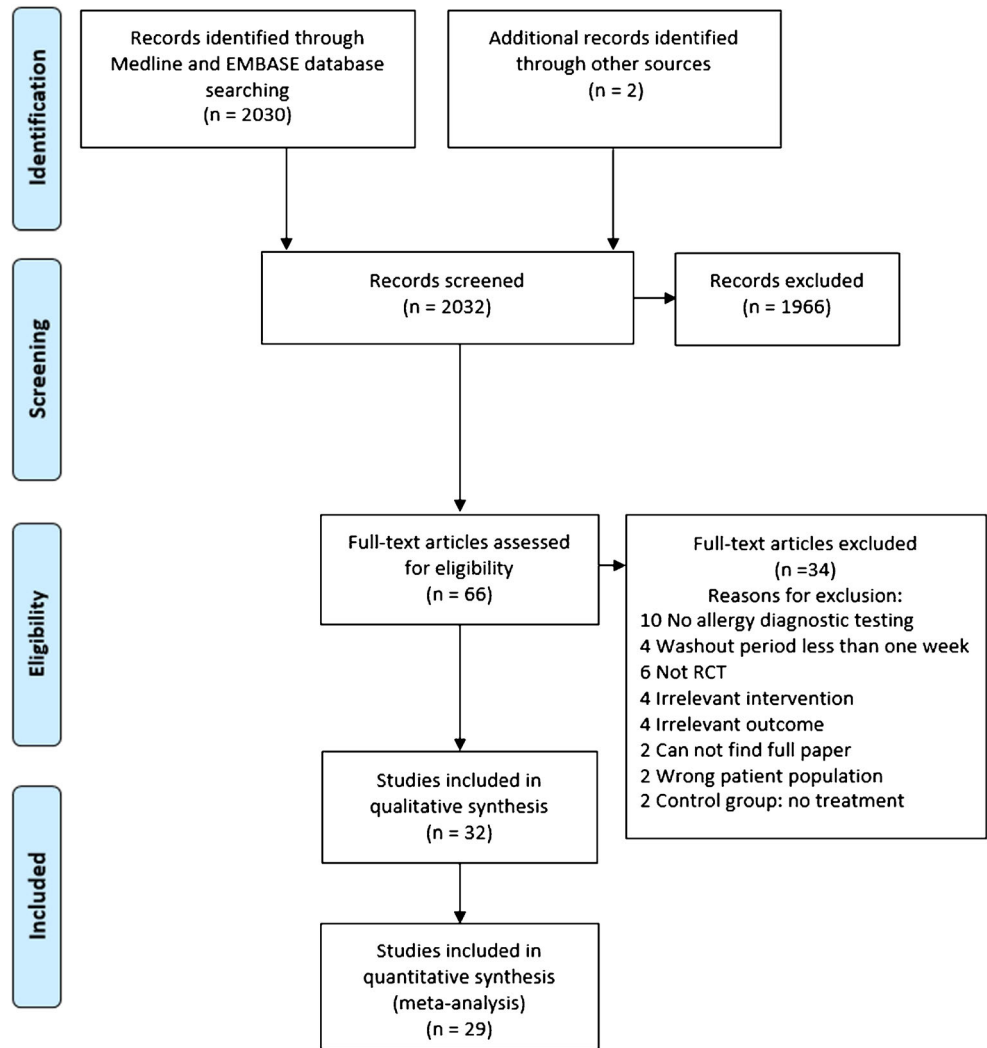 Identification
Records identified through
Medline and EMBASE database
searching
(n = 2030)
Additional records identified
through other sources
(n = 2)
Screening
Records screened
(n = 2032)
Records excluded
(n = 1966)
Eligibility
Full-text articles assessed
for eligibility
(n = 66)
Full-text articles excluded
(n =34)
Reasons for exclusion:
10 No allergy diagnostic testing
4 Washout period less than one week
6 Not RCT
4 Irrelevant intervention
4 Irrelevant outcome
2 Can not find full paper
2 Wrong patient population
2 Control group: no treatment
Included
Studies included in
qualitative synthesis
(n = 32)
Studies included in
quantitative synthesis
(meta-analysis)
(n = 29)